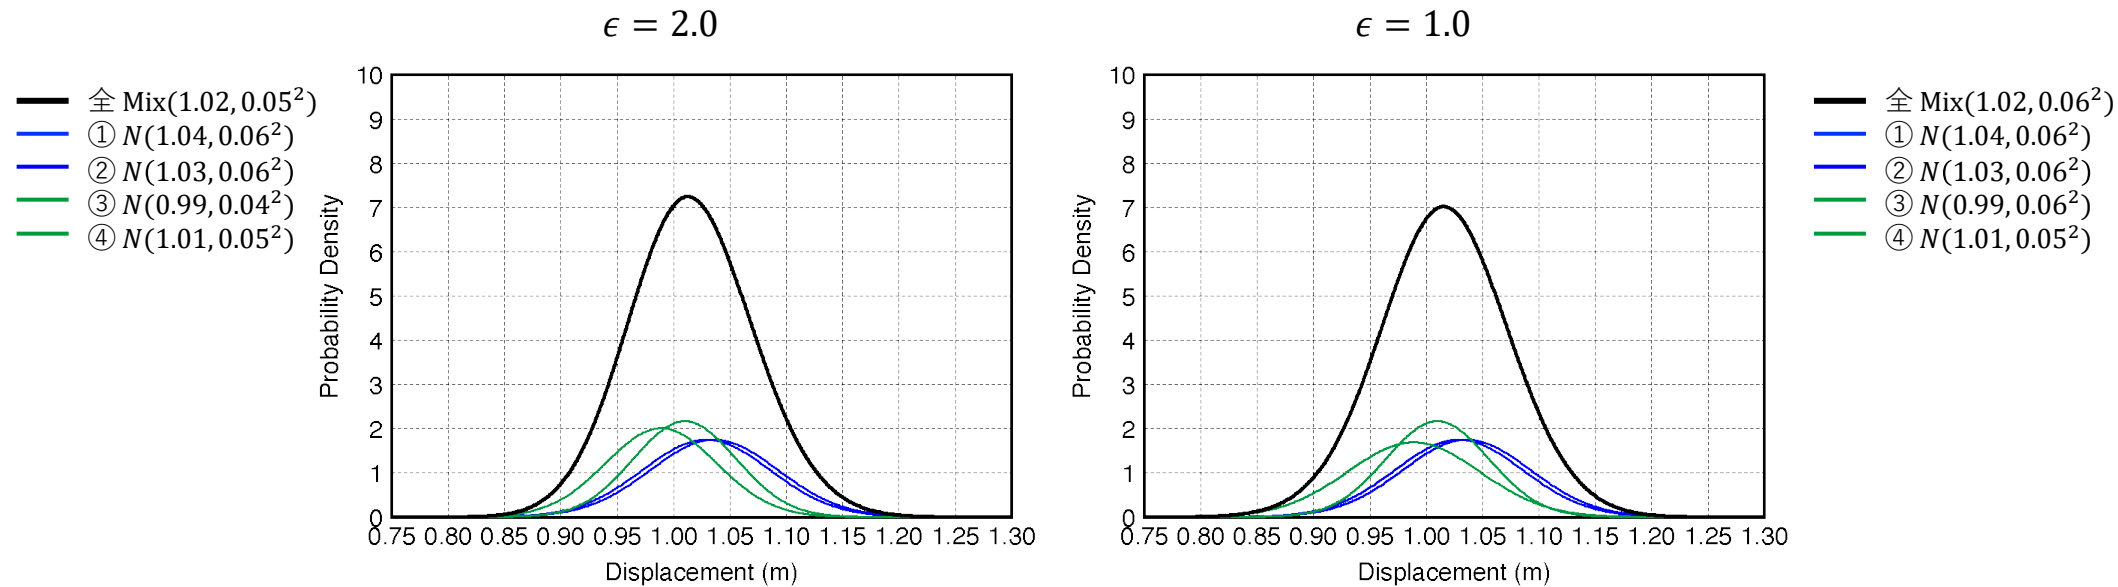 ϵ = 2.0
全 Mix(1.02, 0.05²)
① N(1.04, 0.06²)
② N(1.03, 0.06²)
③ N(0.99, 0.04²)
④ N(1.01, 0.05²)
Probability Density
10
9
8
7
6
5
4
3
2
1
0
0.75 0.80 0.85 0.90 0.95 1.00 1.05 1.10 1.15 1.20 1.25 1.30
Displacement (m)
ϵ = 1.0
Probability Density
10
9
8
7
6
5
4
3
2
1
0
0.75 0.80 0.85 0.90 0.95 1.00 1.05 1.10 1.15 1.20 1.25 1.30
Displacement (m)
全 Mix(1.02, 0.06²)
① N(1.04, 0.06²)
② N(1.03, 0.06²)
③ N(0.99, 0.06²)
④ N(1.01, 0.05²)